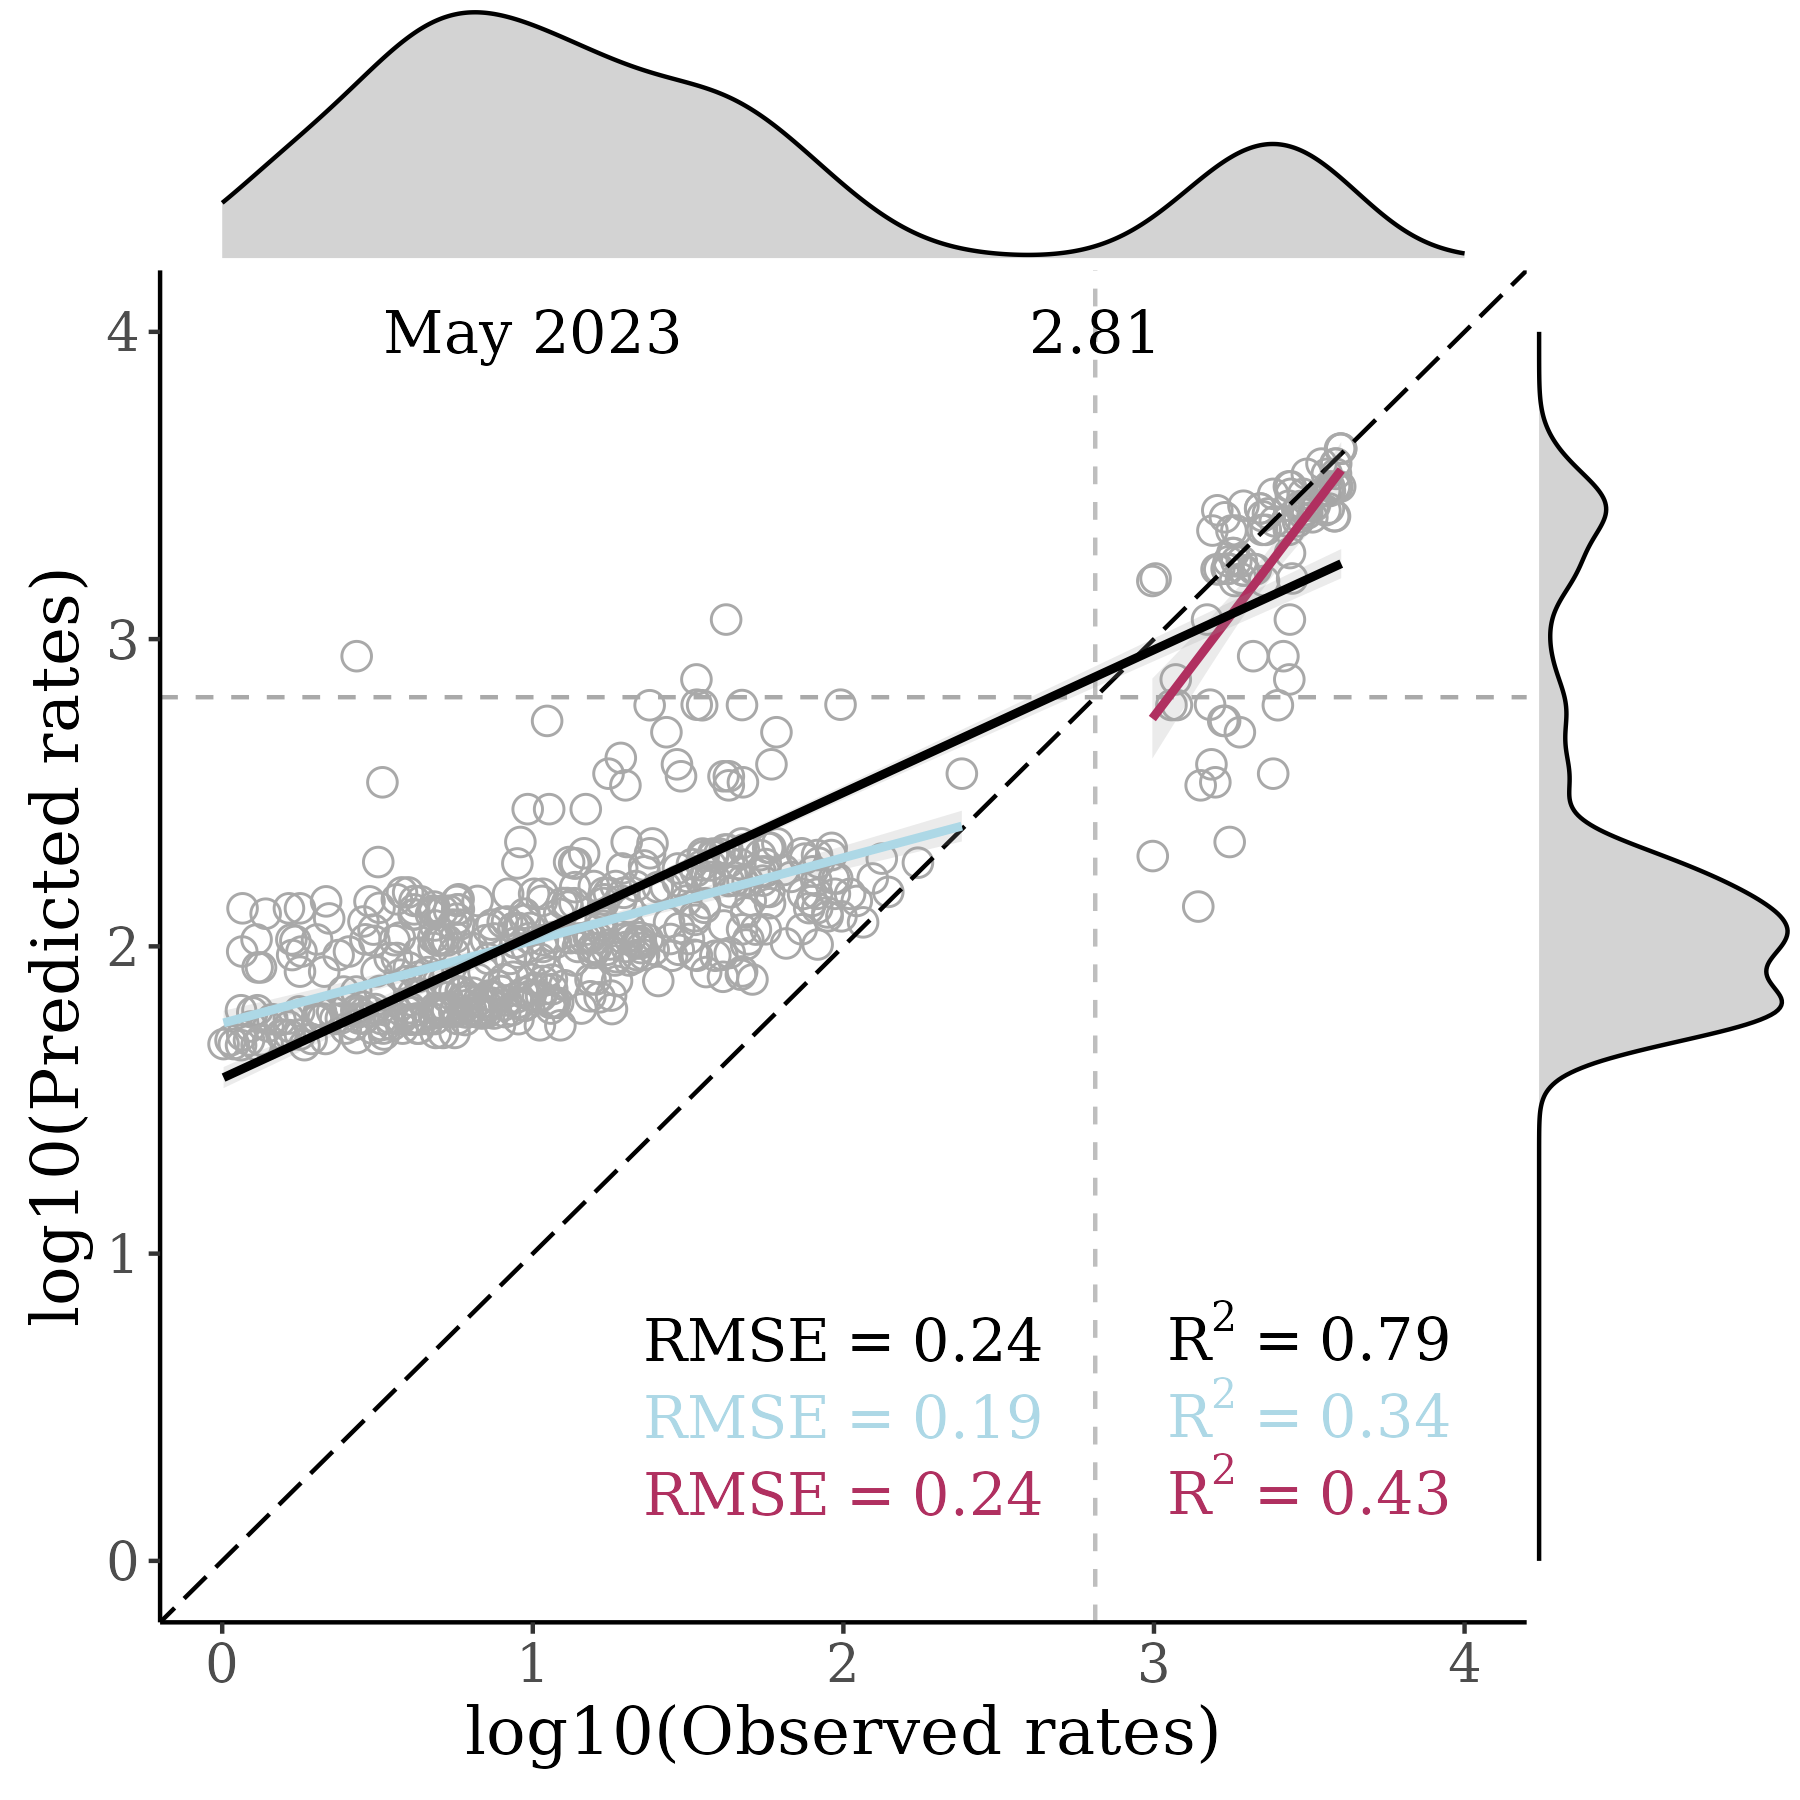 May 2023 2.81
4
3
2
1
0
log10(Predicted rates)
RMSE = 0.24 R² = 0.79
RMSE = 0.19 R² = 0.34
RMSE = 0.24 R² = 0.43
0 1 2 3 4
log10(Observed rates)